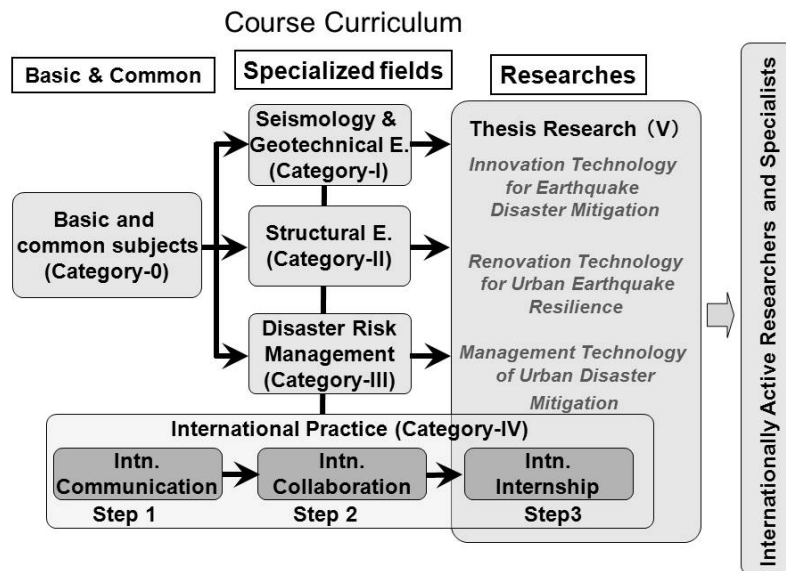 Course Curriculum
Basic & Common
Specialized fields
Researches
Seismology &
Geotechnical E.
(Category-I)
Thesis Research (V)
Innovation Technology
for Earthquake
Disaster Mitigation
Basic and
common subjects
(Category-0)
Structural E.
(Category-II)
Renovation Technology
for Urban Earthquake
Resilience
Disaster Risk
Management
(Category-III)
Management Technology
of Urban Disaster
Mitigation
International Practice (Category-IV)
Intn.
Communication
Intn.
Collaboration
Intn.
Internship
Step 1
Step 2
Step3
Internationally Active Researchers and Specialists